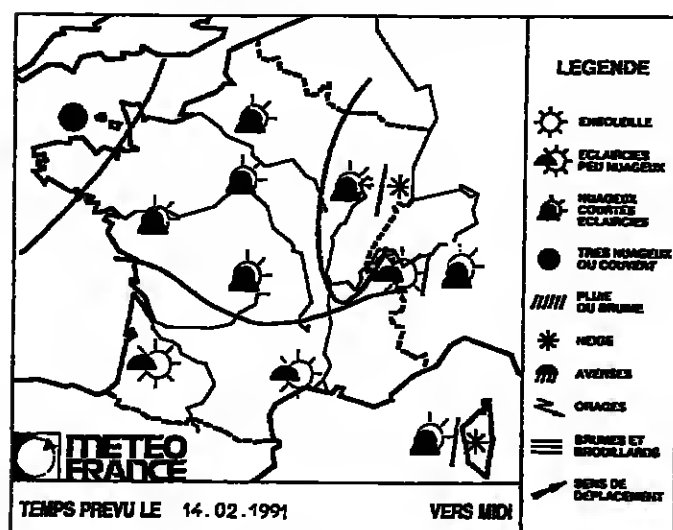 LEGENDE
ENSOLEILLE
ECLAIRCIES
PEU NUAGEUX
NUAGEUX
COURTES
ECLAIRCIES
TRES NUAGEUX
OU COUVERT
PLUIE
OU BRUME
NEIGE
AVERSES
ORAGES
BRUMES ET
BROUILLARDS
SENS DE
DEPLACEMENT
METEO
FRANCE
TEMPS PREVU LE 14.02.1991 VERS MIDI